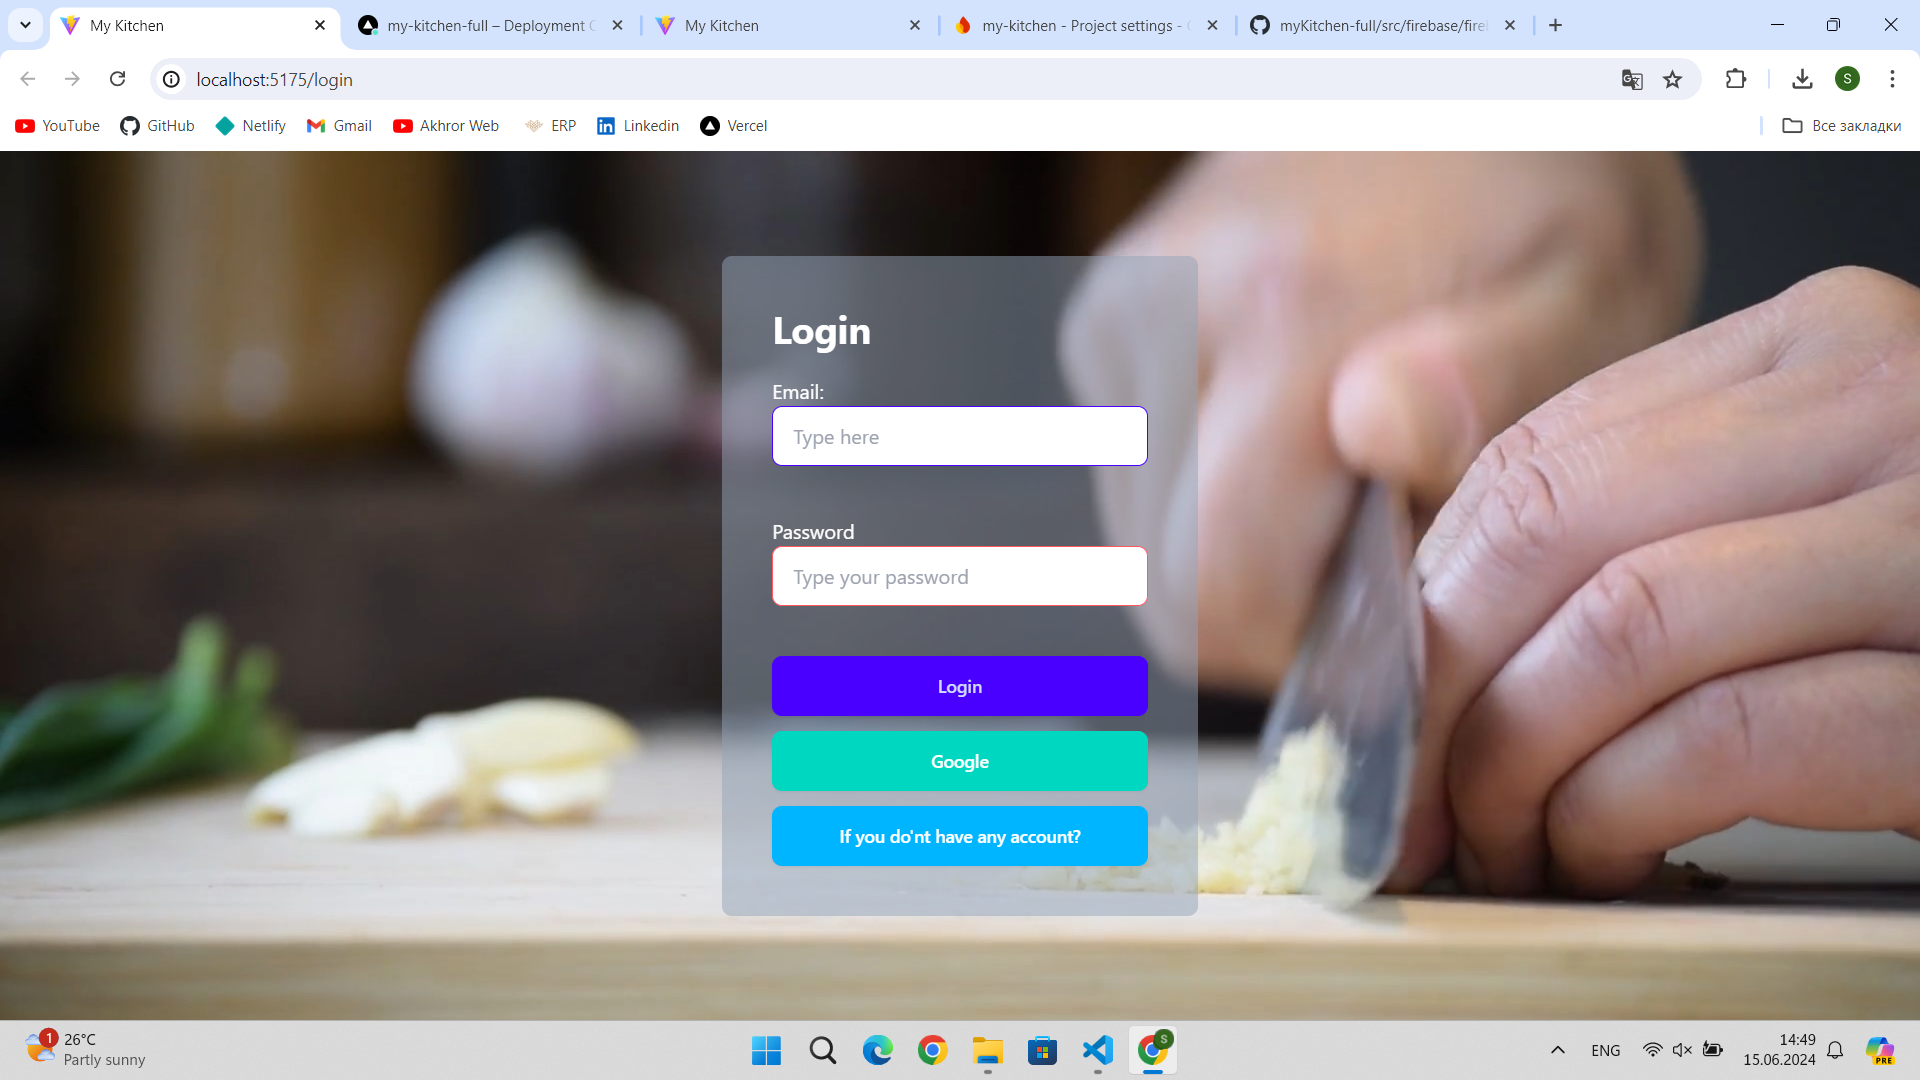 My Kitchen
my-kitchen-full – Deployment
My Kitchen
my-kitchen - Project settings -
myKitchen-full/src/firebase/fire
S
localhost:5175/login
YouTube
GitHub
Netlify
Gmail
Akhror Web
ERP
Linkedin
Vercel
Все закладки
Login
Email:
Type here
Password
Type your password
Login
Google
If you do'nt have any account?
1
26°C
Partly sunny
S
ENG
14:49
15.06.2024
PRE